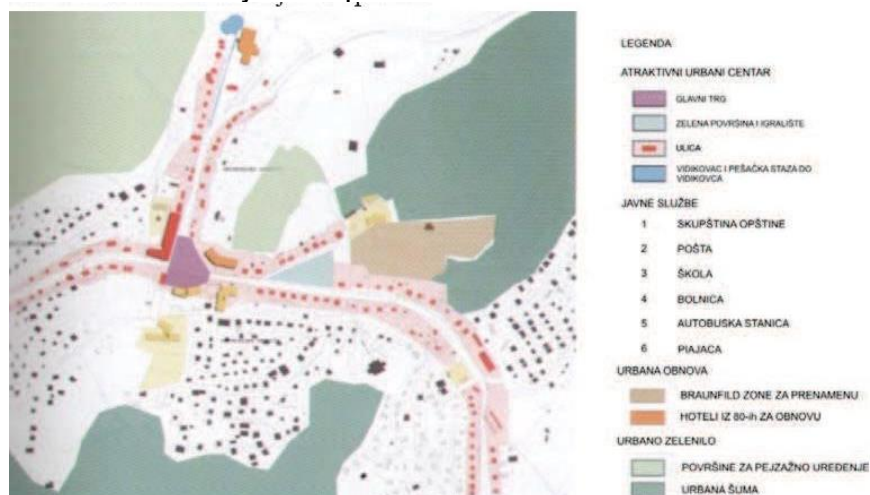 LEGENDA
ATRAKTIVNI URBANI CENTAR
GLAVNI TRG
ZELENA POVRŠINA I IGRALIŠTE
ULICA
VIDIKOVAC I PEŠAČKA STAZA DO
VIDIKOVCA
JAVNE SLUŽBE
1 SKUPŠTINA OPŠTINE
2 POŠTA
3 ŠKOLA
4 BOLNICA
5 AUTOBUSKA STANICA
6 PIAJACA
URBANA OBNOVA
BRAUNFILD ZONE ZA PRENAMENU
HOTELI IZ 80-ih ZA OBNOVU
URBANO ZELENILO
POVRŠINE ZA PEJZAŽNO UREĐENJE
URBANA ŠUMA